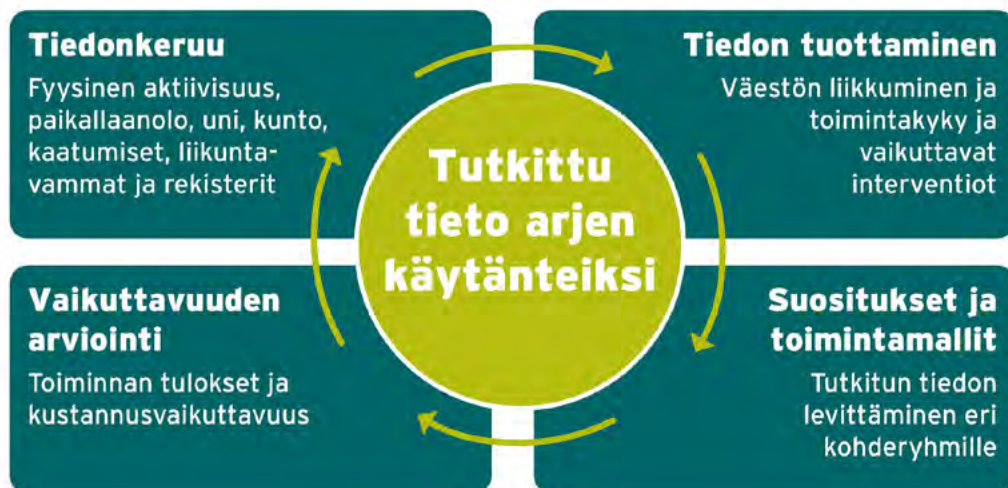 Tiedonkeruu
Fyysinen aktiivisuus,
paikallaanolo, uni, kunto,
kaatumiset, liikunta-
vammat ja rekisterit
Tiedon tuottaminen
Väestön liikkuminen ja
toimintakyky ja
vaikuttavat
interventiot
Tutkittu
tieto arjen
käytänteiksi
Vaikuttavuuden
arviointi
Toiminnan tulokset ja
kustannusvaikuttavuus
Suositukset ja
toimintamallit
Tutkitun tiedon
levittäminen eri
kohderyhmille